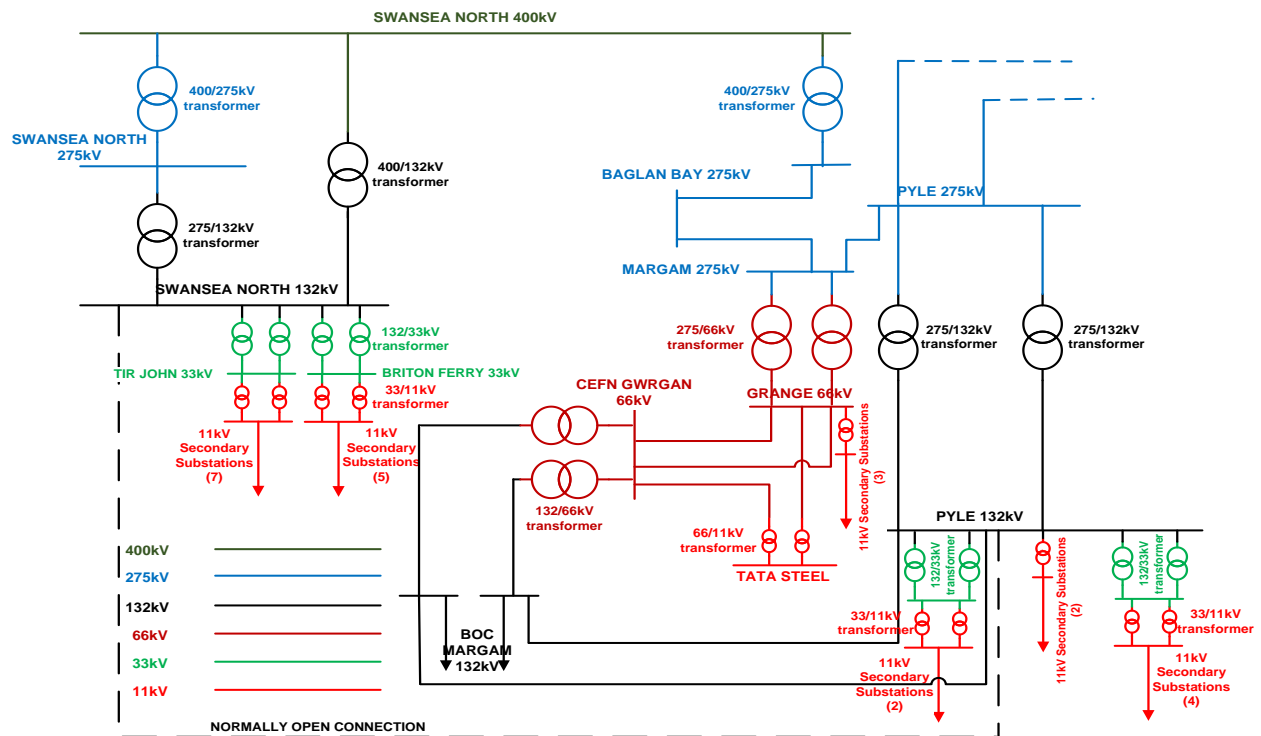 SWANSEA NORTH 400kV
400/275kV
transformer
400/275kV
transformer
SWANSEA NORTH
275kV
400/132kV
transformer
BAGLAN BAY 275kV
PYLE 275kV
275/132kV
transformer
MARGAM 275kV
SWANSEA NORTH 132kV
132/33kV
transformer
275/66kV
transformer
275/132kV
transformer
275/132kV
transformer
TIR JOHN 33kV
BRITON FERRY 33kV
33/11kV
transformer
CEFN GWRGAN
66kV
GRANGE 66kV
11kV
Secondary
Substations
(7)
11kV
Secondary
Substations
(5)
11kV Secondary Substations
(3)
132/66kV
transformer
PYLE 132kV
66/11kV
transformer
TATA STEEL
132/33kV
transformer
11kV Secondary Substations
(2)
132/33kV
transformer
400kV
275kV
132kV
66kV
33kV
11kV
BOC
MARGAM
132kV
33/11kV
transformer
33/11kV
transformer
11kV
Secondary
Substations
(2)
11kV
Secondary
Substations
(4)
NORMALLY OPEN CONNECTION